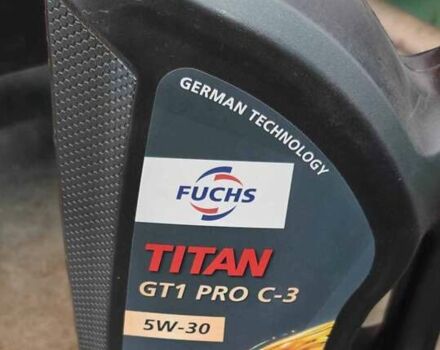 GERMAN TECHNOLOGY
FUCHS
TITAN
GT1 PRO C-3
5W-30